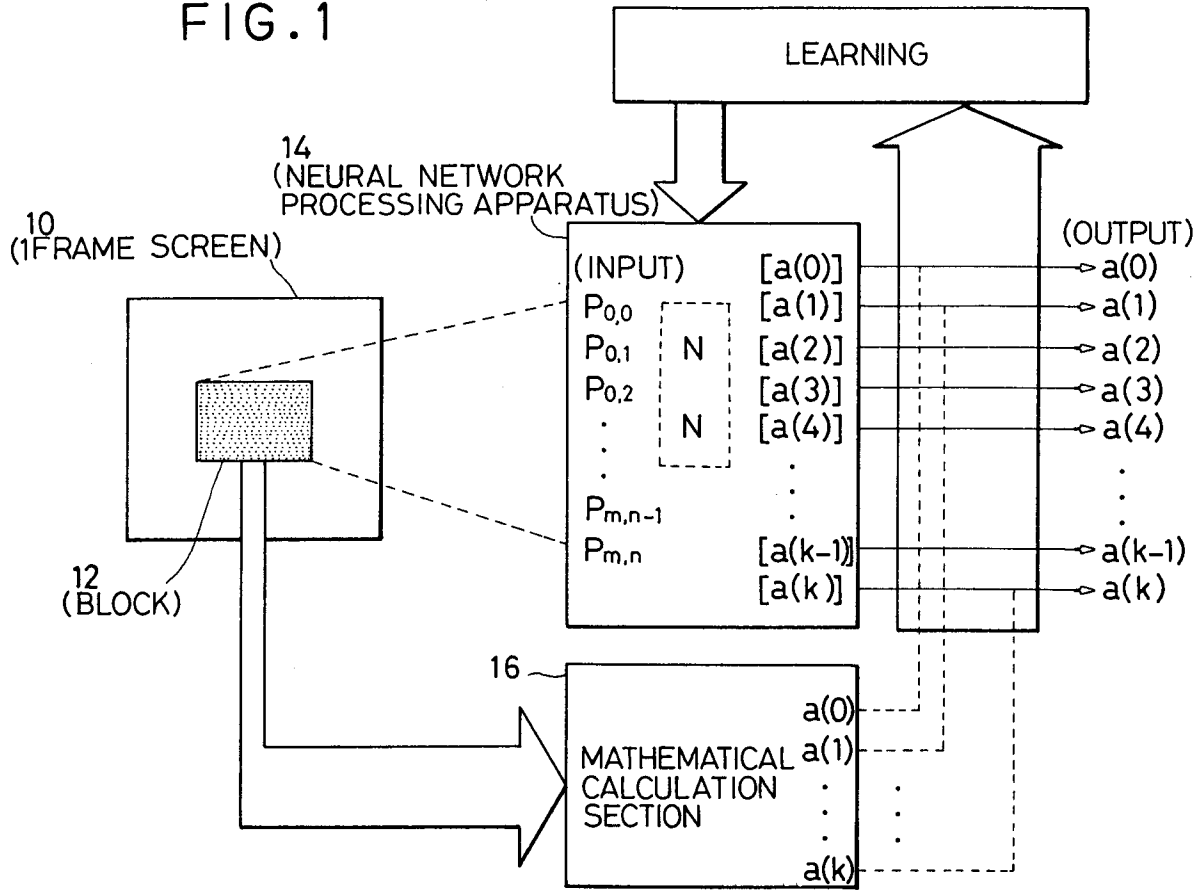 FIG.1
LEARNING
14
(NEURAL NETWORK
PROCESSING APPARATUS)
10
(1FRAME SCREEN)
(INPUT)
P0,0
P0,1
P0,2
Pm,n-1
Pm,n
N
N
[a(0)]
[a(1)]
[a(2)]
[a(3)]
[a(4)]
[a(k-1)]
[a(k)]
(OUTPUT)
a(0)
a(1)
a(2)
a(3)
a(4)
a(k-1)
a(k)
12
(BLOCK)
16
MATHEMATICAL
CALCULATION
SECTION
a(0)
a(1)
a(k)